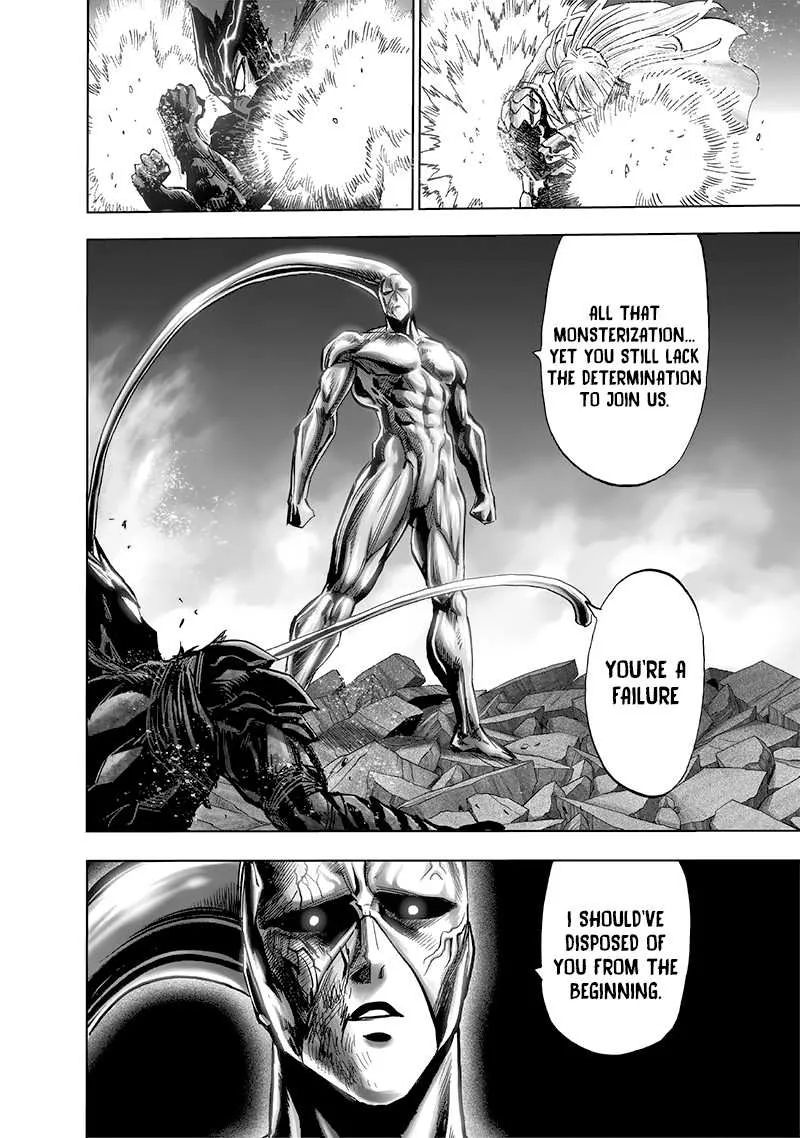 ALL THAT
MONSTERIZATION...
YET YOU STILL LACK
THE DETERMINATION
TO JOIN US.
YOU'RE A
FAILURE
I SHOULD'VE
DISPOSED OF
YOU FROM THE
BEGINNING.